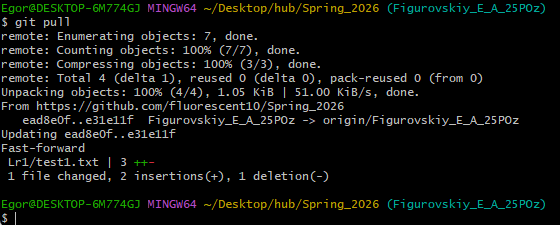 Egor@DESKTOP-6M774GJ MINGW64 ~/Desktop/hub/Spring_2026 (Figurovskiy_E_A_25POz)
$ git pull
remote: Enumerating objects: 7, done.
remote: Counting objects: 100% (7/7), done.
remote: Compressing objects: 100% (3/3), done.
remote: Total 4 (delta 1), reused 0 (delta 0), pack-reused 0 (from 0)
Unpacking objects: 100% (4/4), 1.05 KiB | 51.00 KiB/s, done.
From https://github.com/fluorescent10/Spring_2026
   ead8e0f..e31e11f  Figurovskiy_E_A_25POz -> origin/Figurovskiy_E_A_25POz
Updating ead8e0f..e31e11f
Fast-forward
 Lr1/test1.txt | 3 ++-
 1 file changed, 2 insertions(+), 1 deletion(-)
Egor@DESKTOP-6M774GJ MINGW64 ~/Desktop/hub/Spring_2026 (Figurovskiy_E_A_25POz)
$